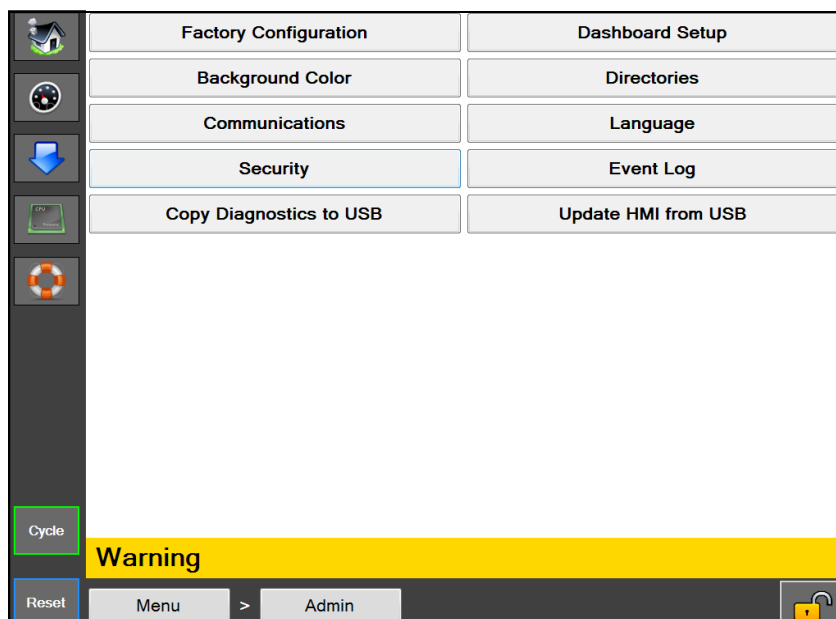 Factory Configuration
Dashboard Setup
Background Color
Directories
Communications
Language
Security
Event Log
Copy Diagnostics to USB
Update HMI from USB
CPU
Cycle
Warning
Reset
Menu > Admin